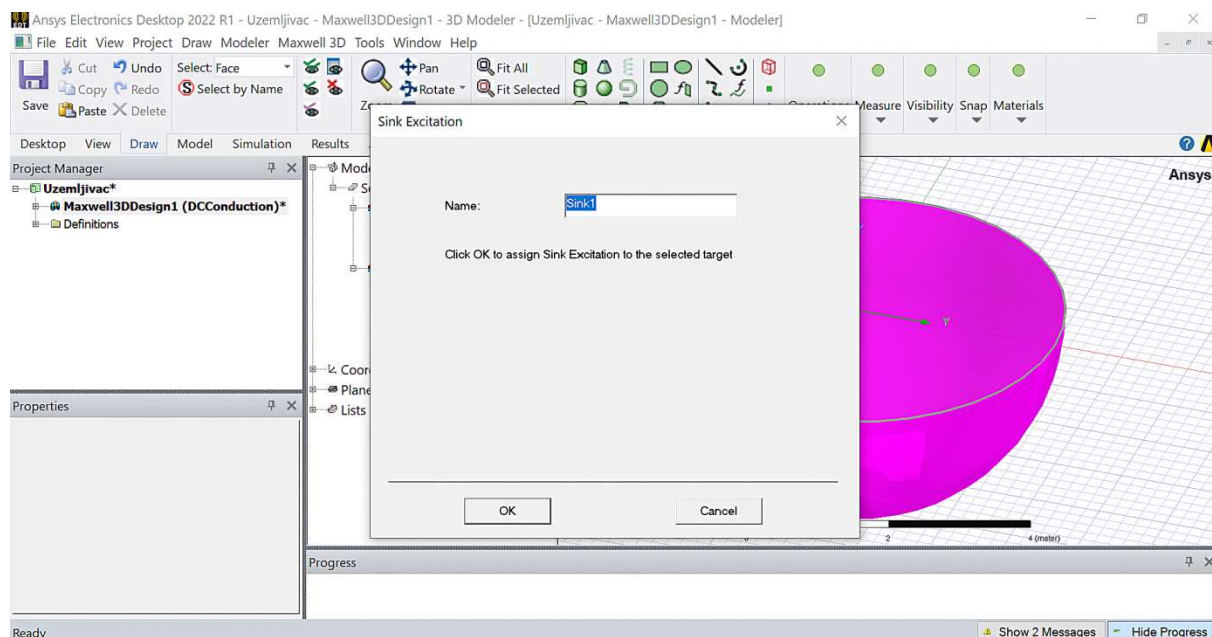 Ansys Electronics Desktop 2022 R1 - Uzemljivac - Maxwell3DDesign1 - 3D Modeler - [Uzemljivac - Maxwell3DDesign1 - Modeler]
File Edit View Project Draw Modeler Maxwell 3D Tools Window Help
Save
Cut
Copy
Paste
Undo
Redo
Delete
Select: Face
Select by Name
Pan
Rotate
Fit All
Fit Selected
Measure Visibility Snap Materials
Desktop View Draw Model Simulation Results
Project Manager
Uzemljivac*
Maxwell3DDesign1 (DCConduction)*
Definitions
Properties
Lists
Sink Excitation
Name: Sink1
Click OK to assign Sink Excitation to the selected target
OK Cancel
Ansys
Y
2 4 (meter)
Progress
Ready
Show 2 Messages Hide Progress